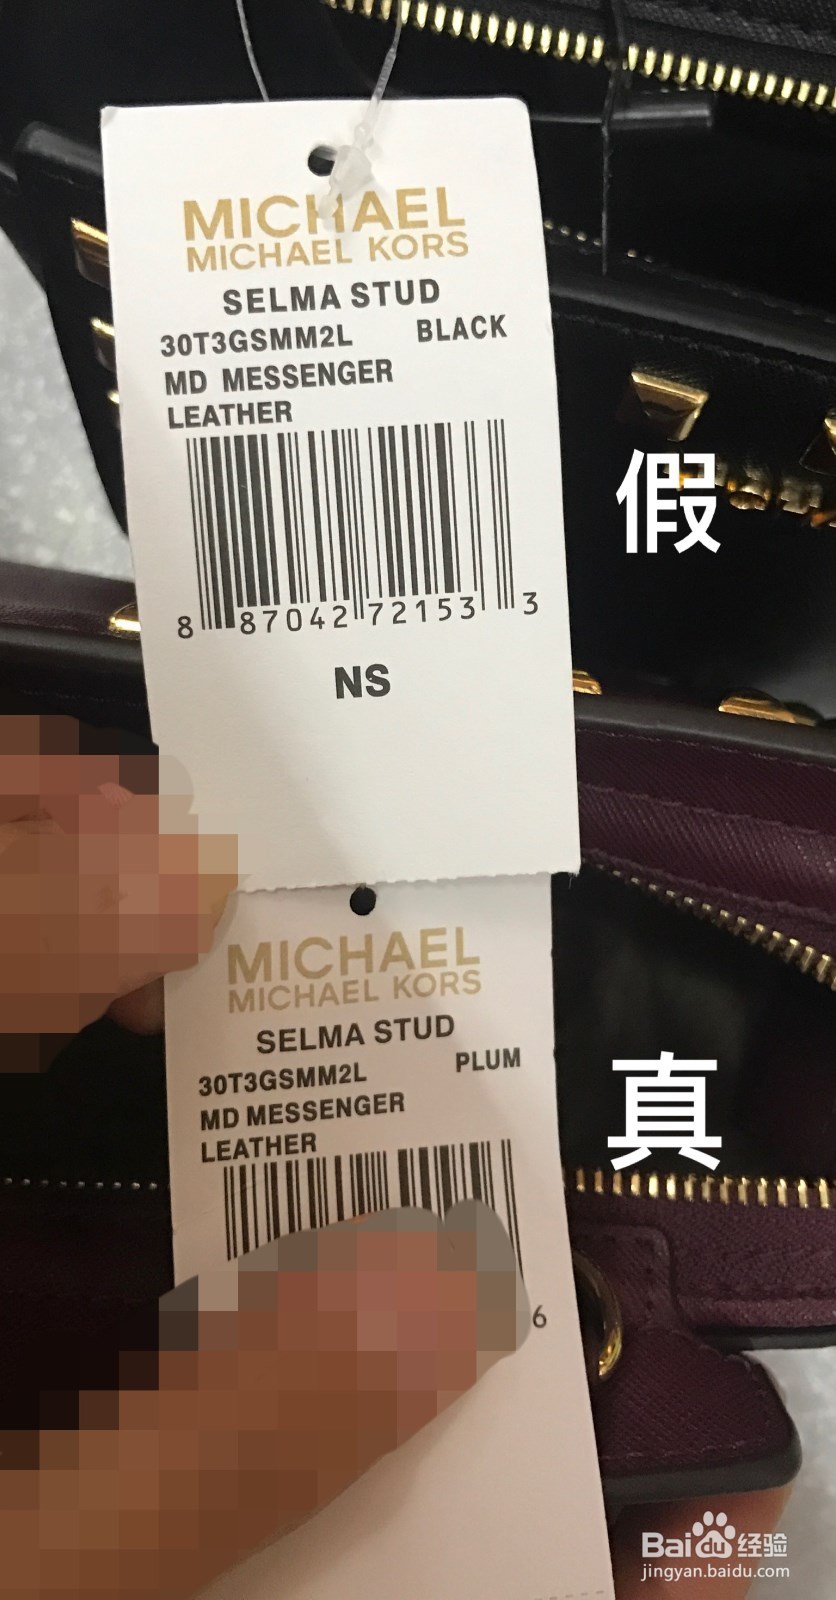 MICHAEL
MICHAEL KORS
SELMA STUD
30T3GSMM2L BLACK
MD MESSENGER
LEATHER
假
8 87042 72153 3
NS
MICHAEL
MICHAEL KORS
SELMA STUD
30T3GSMM2L PLUM
MD MESSENGER
LEATHER
真
6
Bai du 经验
jingyan.baidu.com